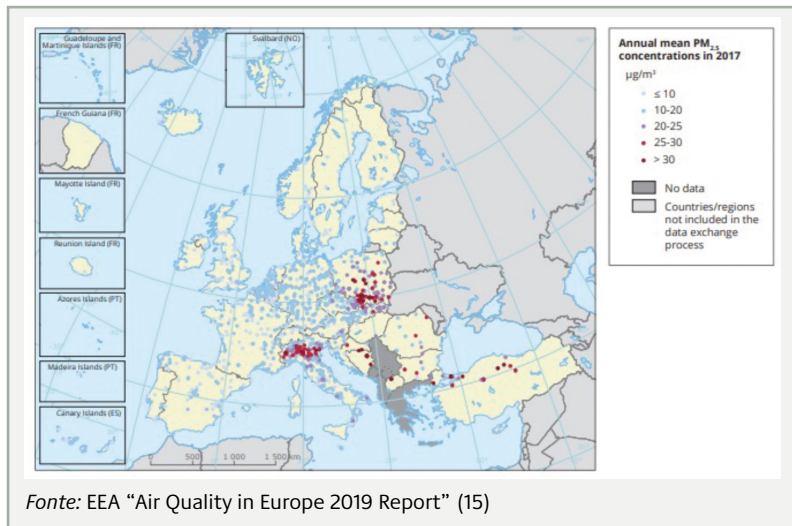 Guadeloupe and
Martinique Islands (FR)
Svalbard (NO)
French Guiana (FR)
Mayotte Island (FR)
Reunion Island (FR)
Azores Islands (PT)
Madeira Islands (PT)
Canary Islands (ES)
0 500 1 000 1 500 km
Annual mean PM2.5
concentrations in 2017
µg/m³
≤ 10
10-20
20-25
25-30
> 30
No data
Countries/regions
not included in the
data exchange
process
Fonte: EEA “Air Quality in Europe 2019 Report” (15)